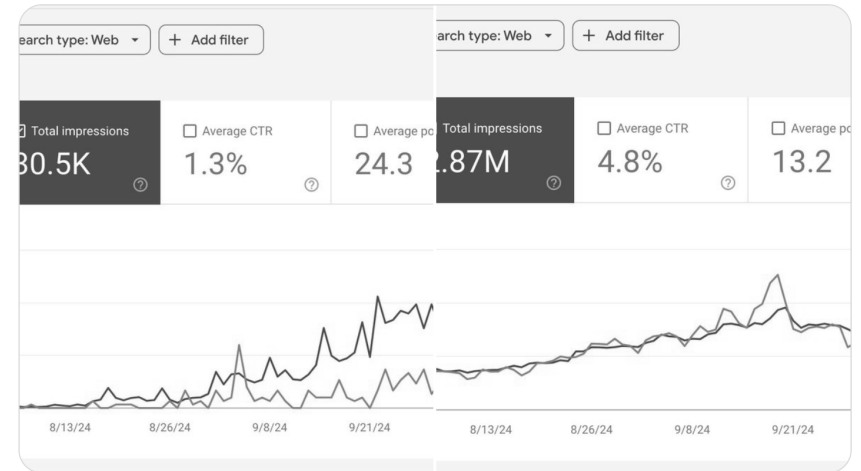 earch type: Web + Add filter
Total impressions Average CTR Average po
30.5K 1.3% 24.3
8/13/24 8/26/24 9/8/24 9/21/24
arch type: Web + Add filter
Total impressions Average CTR Average po
2.87M 4.8% 13.2
8/13/24 8/26/24 9/8/24 9/21/24